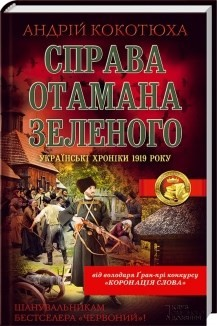 АНДРІЙ КОКОТЮХА
СПРАВА
ОТАМАНА
ЗЕЛЕНОГО
УКРАЇНСЬКІ ХРОНІКИ 1919 РОКУ
від володаря Гран-прі конкурсу
«КОРОНАЦІЯ СЛОВА»
ШАНУВАЛЬНИКАМ
БЕСТСЕЛЕРА «ЧЕРВОНИЙ»!